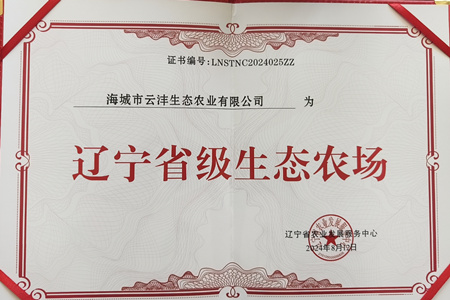 证书编号:LNSTNC2024025ZZ
海城市云沣生态农业有限公司 为
辽宁省级生态农场
辽宁省农业发展服务中心
2024年8月12日